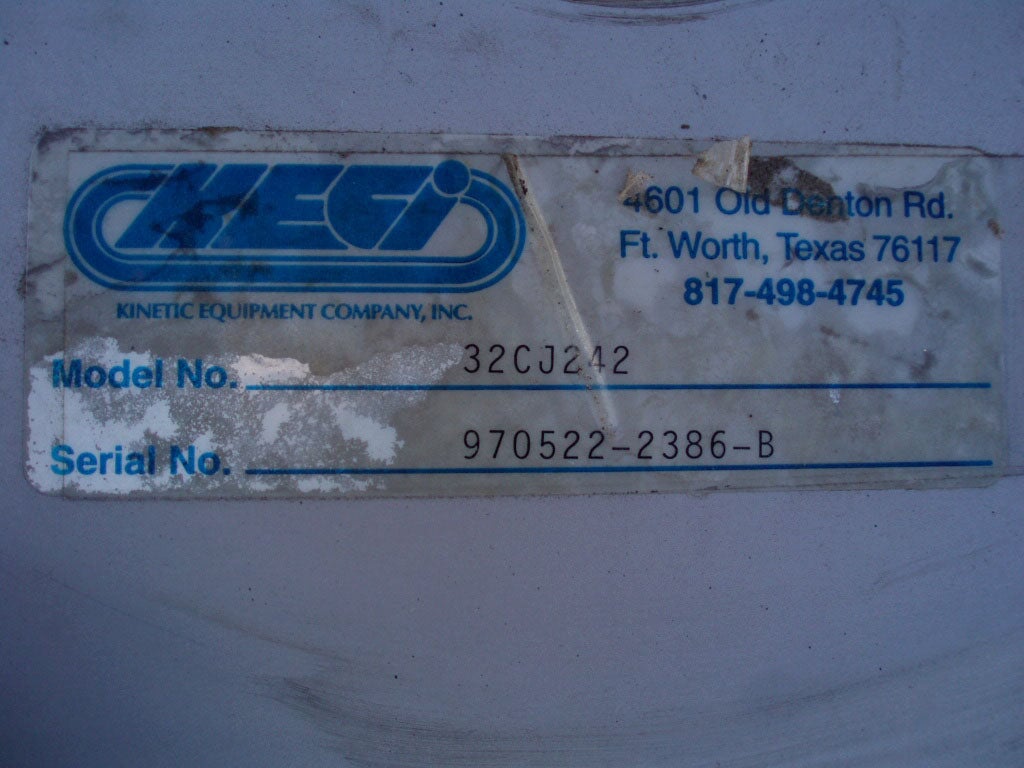 KECi
KINETIC EQUIPMENT COMPANY, INC.
4601 Old Denton Rd.
Ft. Worth, Texas 76117
817-498-4745
Model No. 32CJ242
Serial No. 970522-2386-B